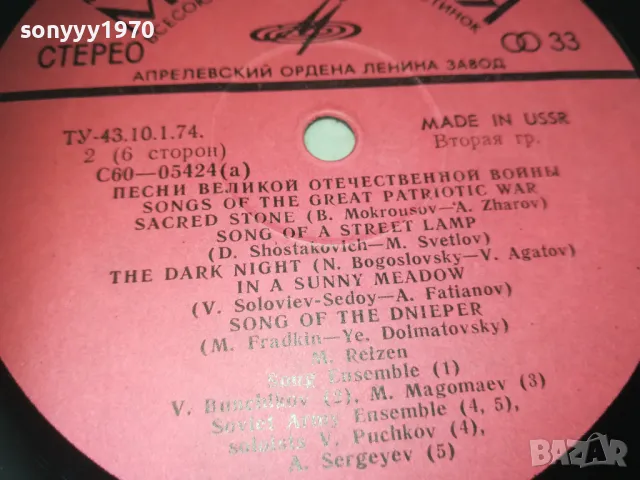 sonyyy1970
СТЕРЕО
33
АПРЕЛЕВСКИЙ ОРДЕНА ЛЕНИНА ЗАВОД
ТУ-43.10.1.74.
MADE IN USSR
2 (6 сторон)
Вторая гр.
С60—05424(а)
ПЕСНИ ВЕЛИКОЙ ОТЕЧЕСТВЕННОЙ ВОЙНЫ
SONGS OF THE GREAT PATRIOTIC WAR
SACRED STONE (B. Mokrousov—A. Zharov)
SONG OF A STREET LAMP
(D. Shostakovich—M. Svetlov)
THE DARK NIGHT (N. Bogoslovsky—V. Agatov)
IN A SUNNY MEADOW
(V. Soloviev-Sedoy—A. Fatianov)
SONG OF THE DNIEPER
(M. Fradkin—Ye. Dolmatovsky)
M. Reizen
Song Ensemble (1)
V. Bunchikov (2), M. Magomaev (3)
Soviet Army Ensemble (4, 5),
soloists V. Puchkov (4),
A. Sergeyev (5)
bazar